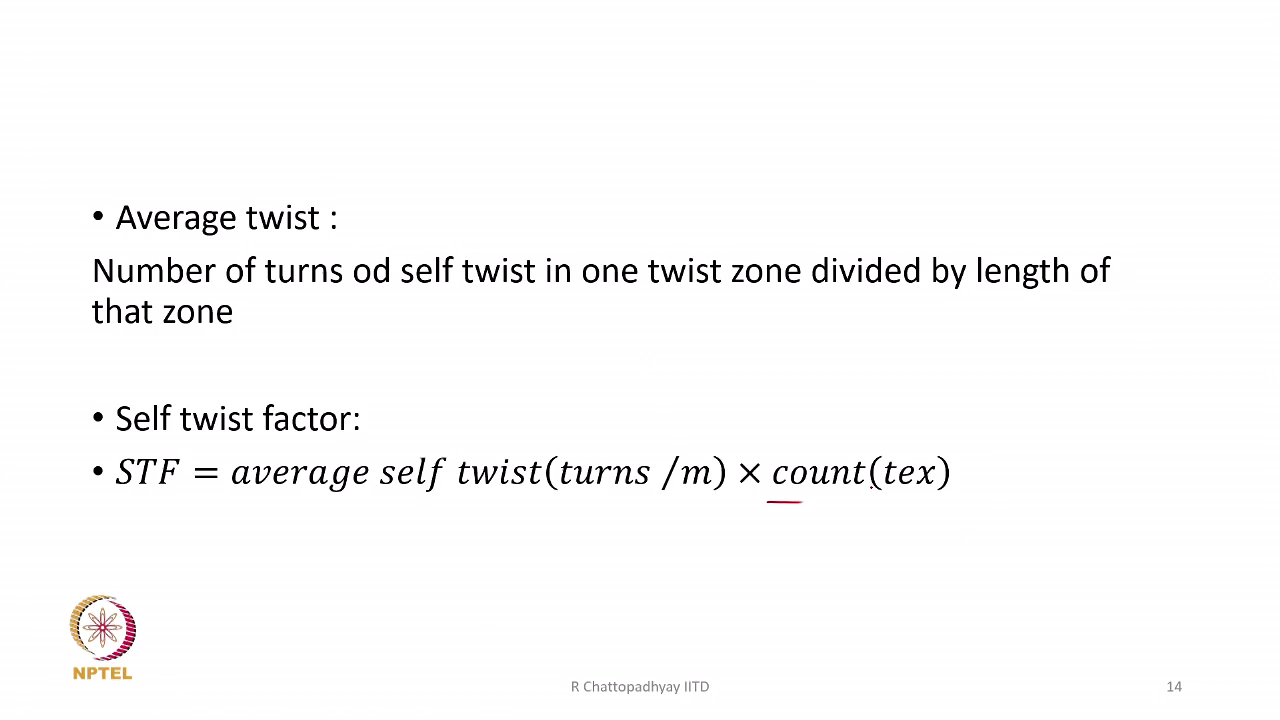 • Average twist :
Number of turns od self twist in one twist zone divided by length of
that zone
• Self twist factor:
• STF = average self twist(turns /m) × count(tex)
NPTEL
R Chattopadhyay IITD
14